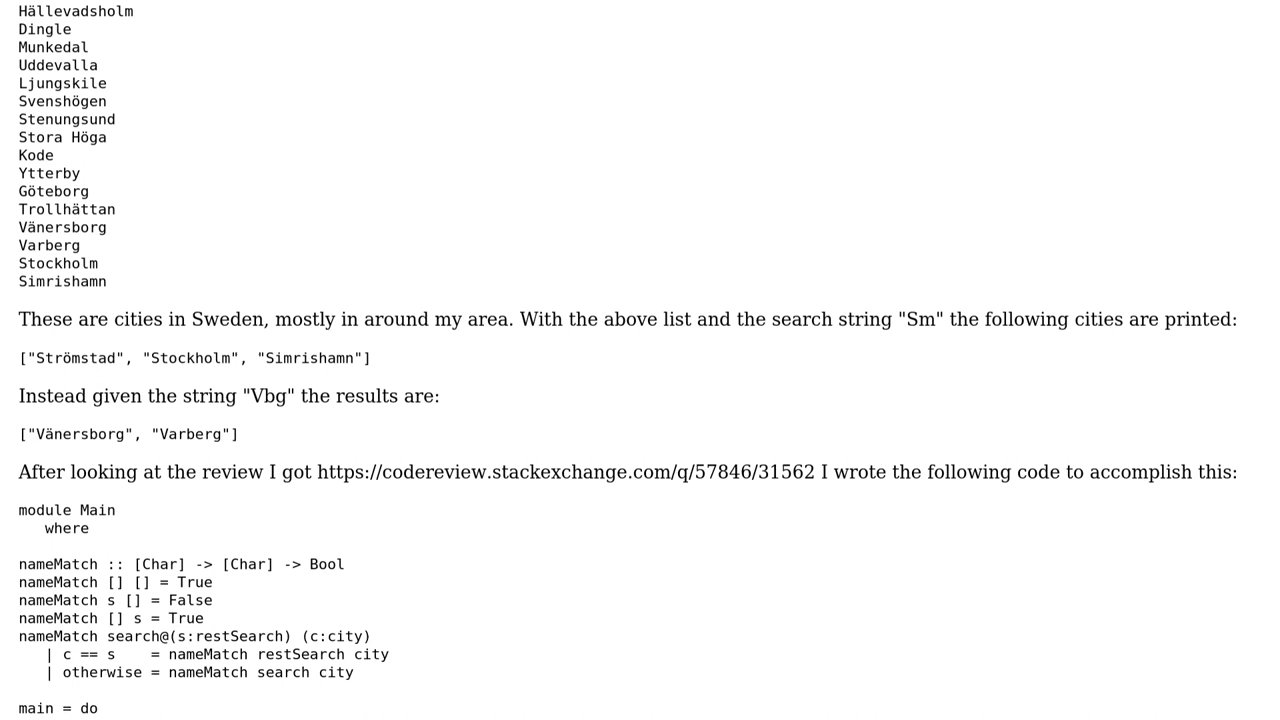 Hällevadsholm
Dingle
Munkedal
Uddevalla
Ljungskile
Svenshögen
Stenungsund
Stora Höga
Kode
Ytterby
Göteborg
Trollhättan
Vänersborg
Varberg
Stockholm
Simrishamn
These are cities in Sweden, mostly in around my area. With the above list and the search string "Sm" the following cities are printed:
["Strömstad", "Stockholm", "Simrishamn"]
Instead given the string "Vbg" the results are:
["Vänersborg", "Varberg"]
After looking at the review I got https://codereview.stackexchange.com/q/57846/31562 I wrote the following code to accomplish this:
module Main
   where
nameMatch :: [Char] -> [Char] -> Bool
nameMatch [] [] = True
nameMatch s [] = False
nameMatch [] s = True
nameMatch search@(s:restSearch) (c:city)
   | c == s    = nameMatch restSearch city
   | otherwise = nameMatch search city
main = do